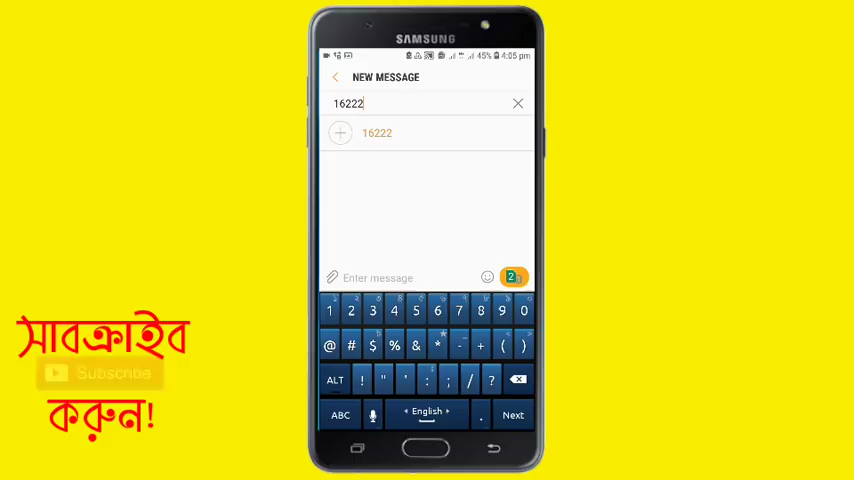 SAMSUNG
45% 4:05 pm
NEW MESSAGE
16222
16222
Enter message
1 2 3 4 5 6 7 8 9 0
@ # $ % & * - + ( )
ALT ! " ' : ; / ?
ABC English . Next
সাবস্ক্রাইব
Subscribe
করুন!